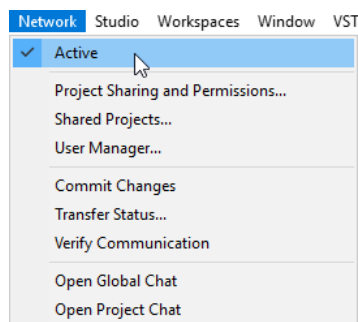 Network Studio Workspaces Window VST
Active
Project Sharing and Permissions...
Shared Projects...
User Manager...
Commit Changes
Transfer Status...
Verify Communication
Open Global Chat
Open Project Chat